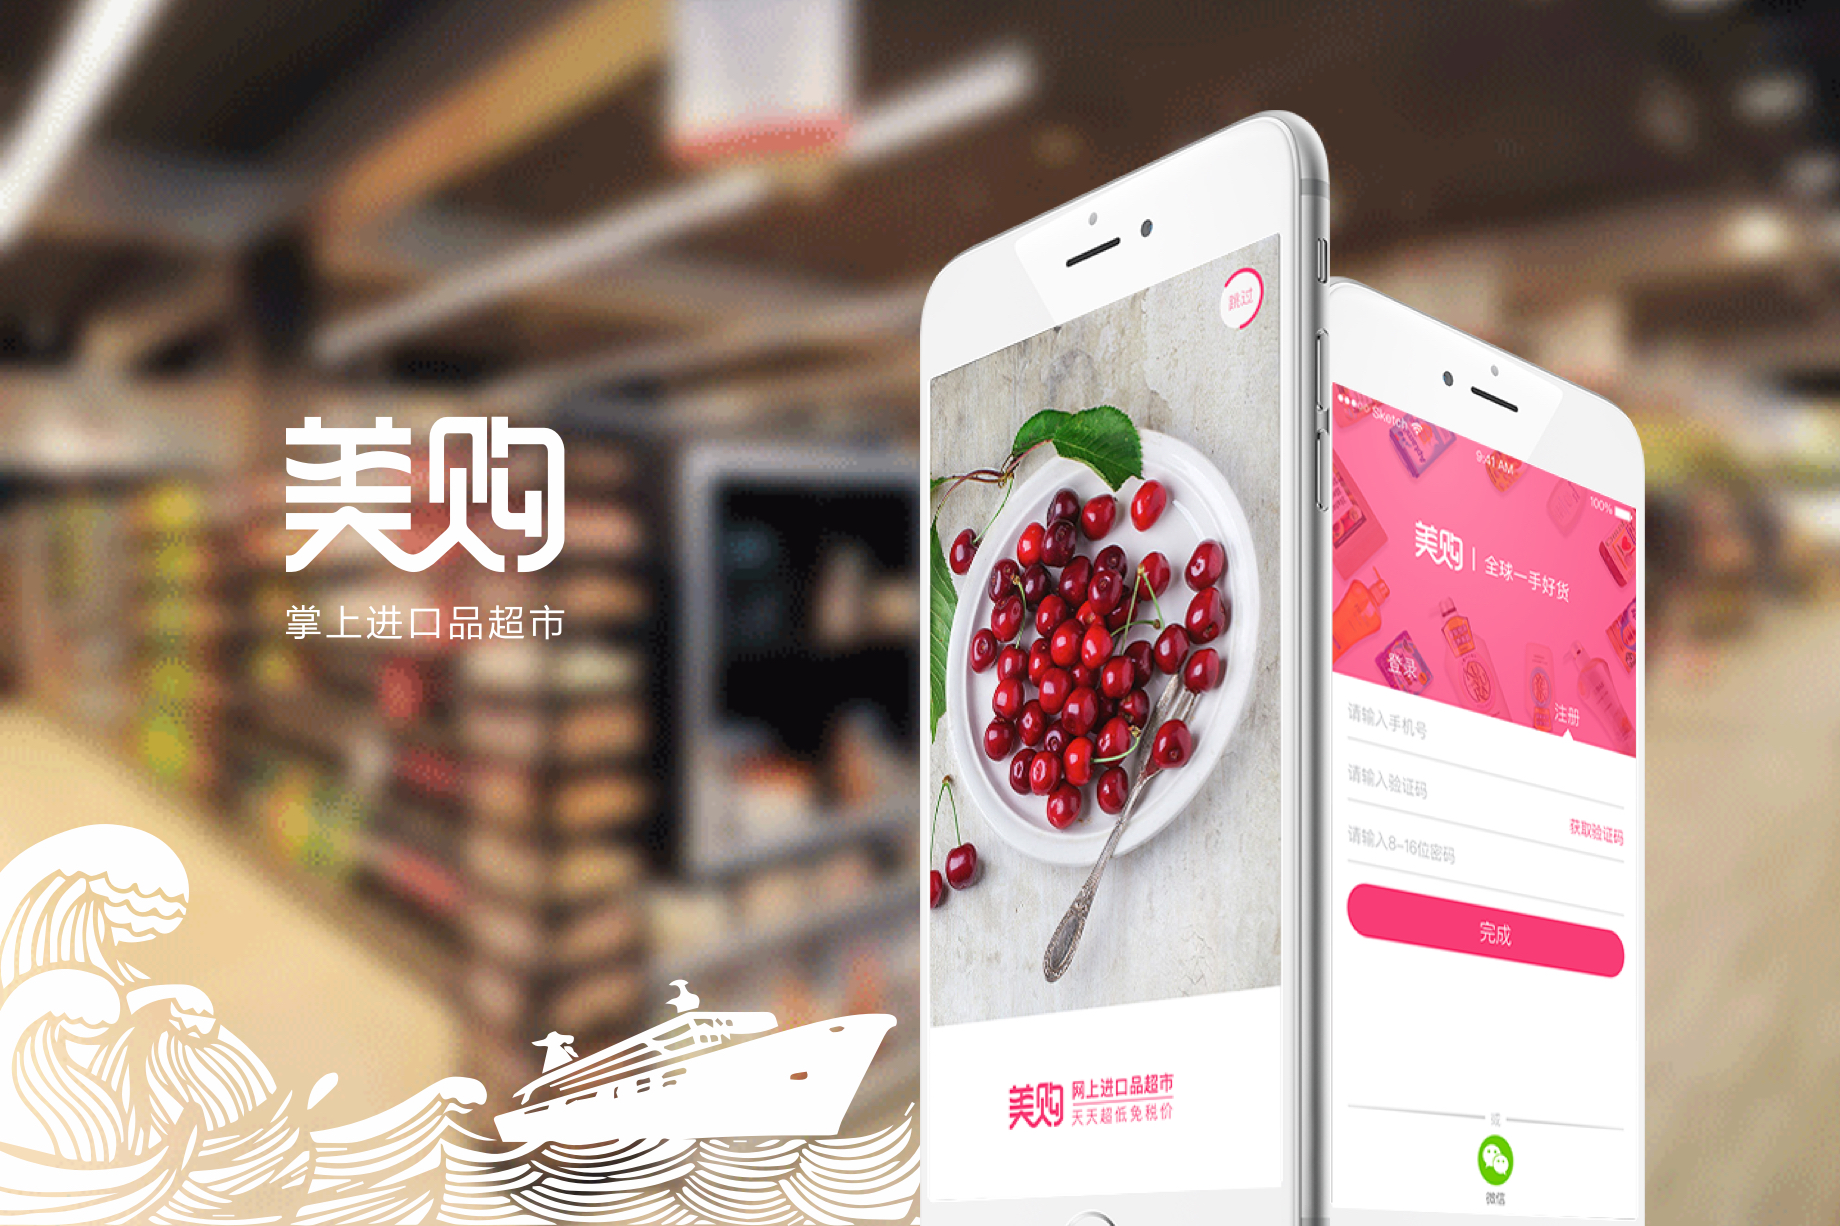 美购
掌上进口品超市
跳过
美购
网上进口品超市
天天超低免税价
Sketch
9:41 AM
100%
美购 | 全球一手好货
登录
注册
请输入手机号
请输入验证码
获取验证码
请输入8-16位密码
完成
或
微信